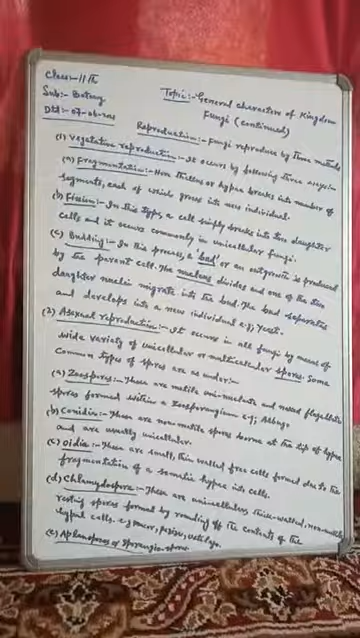 Class:- 11th
Sub:- Botany
Topic:- General characters of Kingdom
Fungi (continued)
Reproduction:- Fungi reproduce by three methods
(1) Vegetative reproduction:- It occurs by following three ways:-
(a) Fragmentation:- Here thallus or hyphae breaks into number of
segments, each of which grows into new individual.
(b) Fission:- In this type, a cell simply breaks into two daughter
cells and it occurs commonly in unicellular fungi.
(c) Budding:- In this process, a 'bud' or an outgrowth is produced
by the parent cell. The nucleus divides and one of the two
daughter nuclei migrate into the bud. The bud separates
and develops into a new individual e.g; Yeast.
(2) Asexual reproduction:- It occurs in all fungi by means of
wide variety of unicellular or multicellular spores. Some
Common types of spores are as under:-
(a) Zoospores:- These are motile uni-nucleate and flagellate
spores formed within a Zoosporangium e.g;
(b) Conidia:- These are non-motile spores borne at the tip of hyphae
and are usually unicellular.
(c) Oidia:- These are small, thin walled free cells formed due to the
fragmentation of a somatic hyphae into cells.
(d) Chlamydospore:- These are unicellular, thick-walled,
resting spores formed by rounding off the contents of the
hyphal cells. e.g mucor,
(e) Aplanospores or Sporangiospores